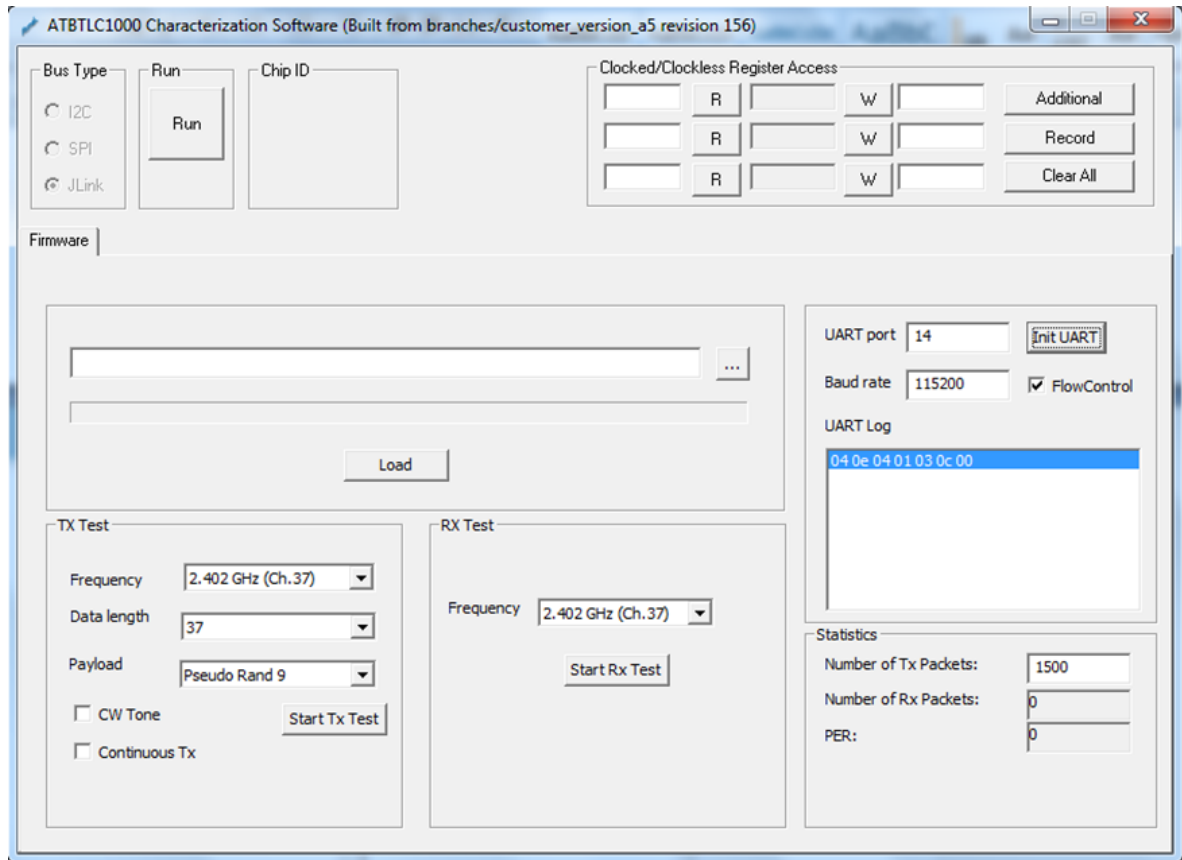 ATBTLC1000 Characterization Software (Built from branches/customer_version_a5 revision 156)
Bus Type
I2C
SPI
JLink
Run
Run
Chip ID
Clocked/Clockless Register Access
R W Additional
R W Record
R W Clear All
Firmware
...
Load
UART port 14 Init UART
Baud rate 115200 FlowControl
UART Log
04 0e 04 01 03 0c 00
TX Test
Frequency 2.402 GHz (Ch.37)
Data length 37
Payload Pseudo Rand 9
CW Tone
Start Tx Test
Continuous Tx
RX Test
Frequency 2.402 GHz (Ch.37)
Start Rx Test
Statistics
Number of Tx Packets: 1500
Number of Rx Packets: 0
PER: 0